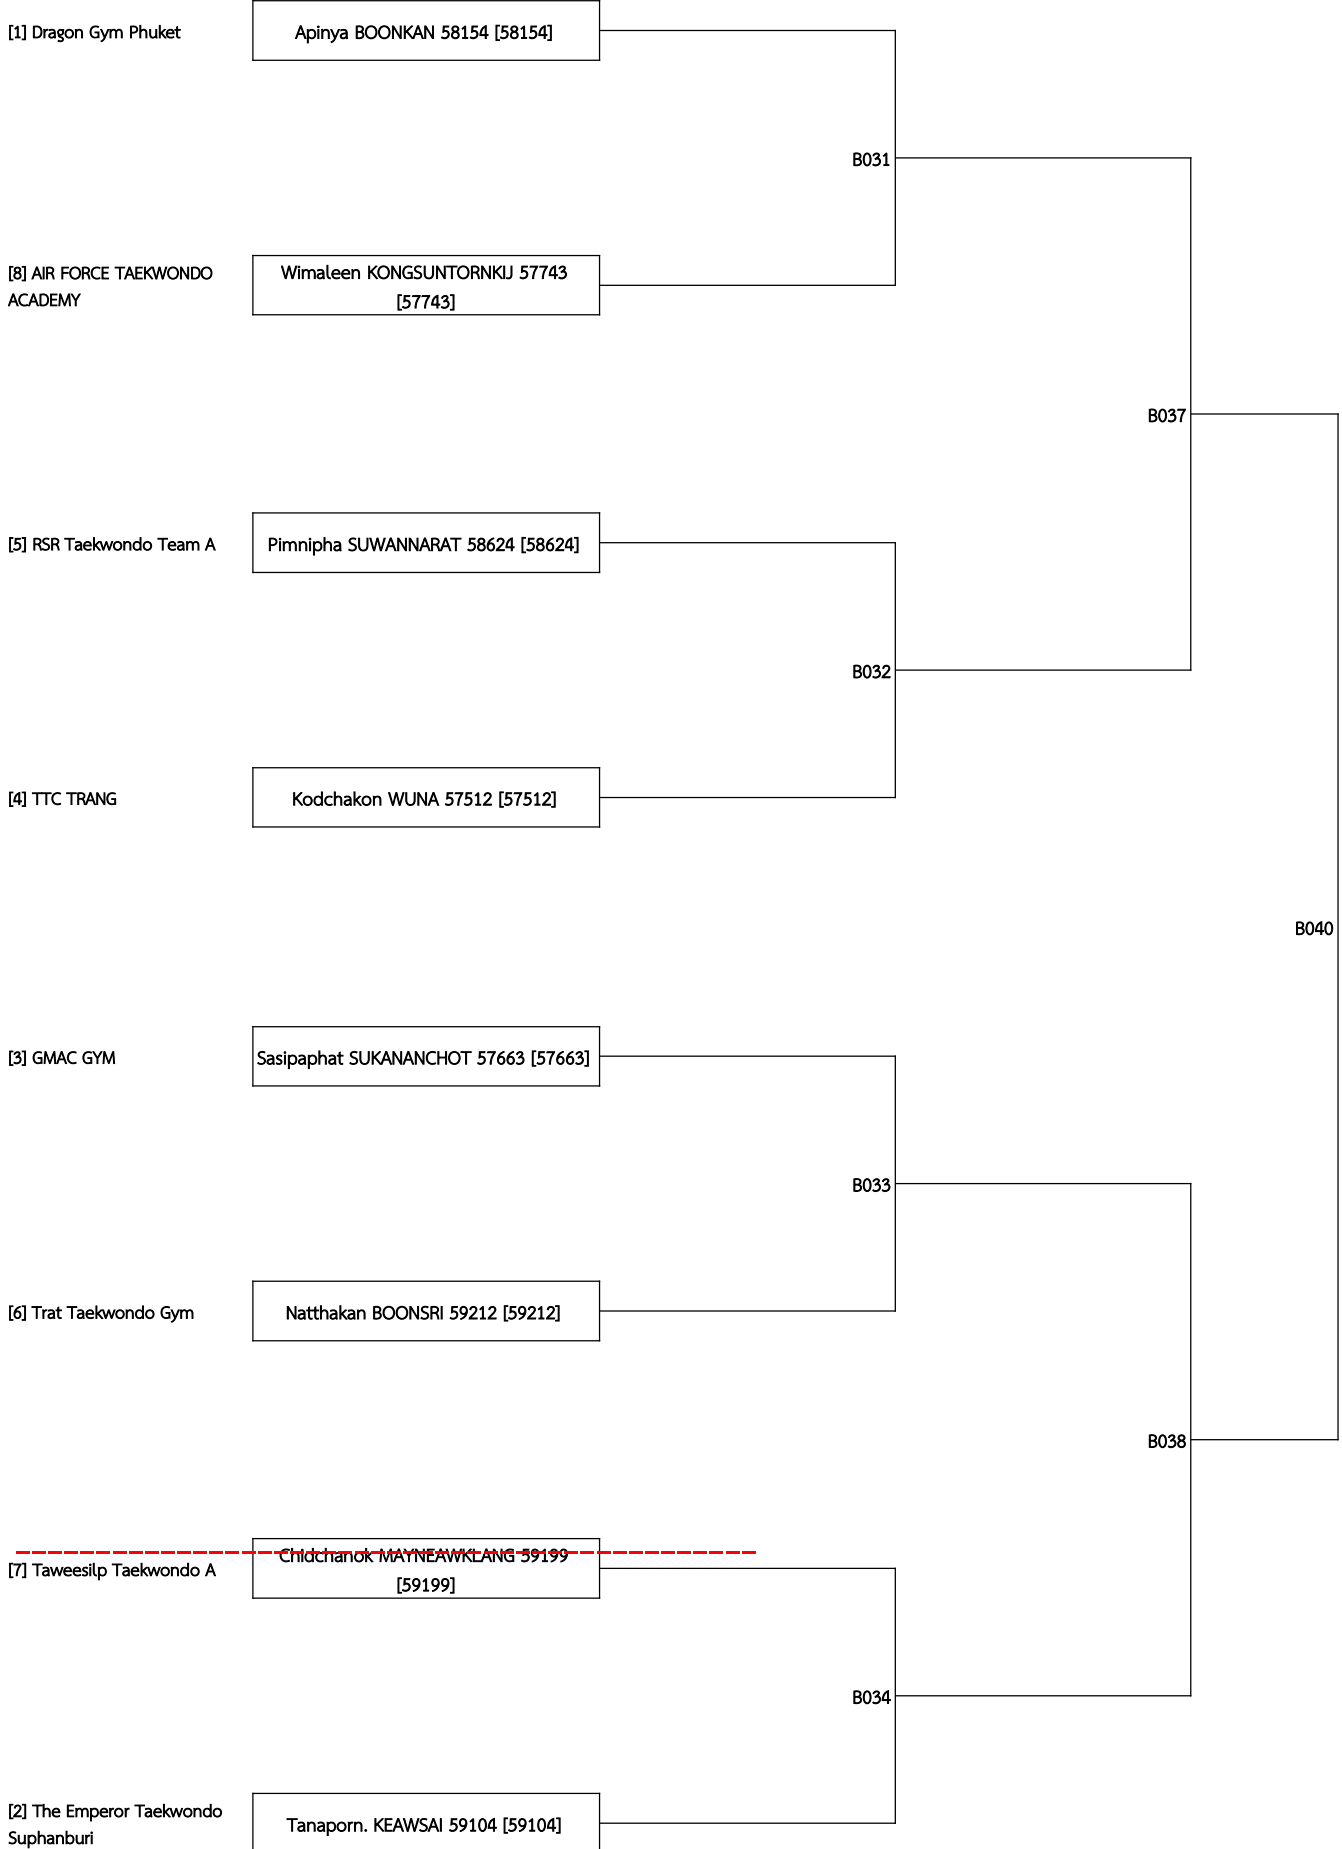 [1] Dragon Gym Phuket
Apinya BOONKAN 58154 [58154]
B031
[8] AIR FORCE TAEKWONDO
ACADEMY
Wimaleen KONGSUNTORNKIJ 57743
[57743]
B037
[5] RSR Taekwondo Team A
Pimnipha SUWANNARAT 58624 [58624]
B032
[4] TTC TRANG
Kodchakon WUNA 57512 [57512]
B040
[3] GMAC GYM
Sasipaphat SUKANANCHOT 57663 [57663]
B033
[6] Trat Taekwondo Gym
Natthakan BOONSRI 59212 [59212]
B038
[7] Taweesilp Taekwondo A
Chidchanok MAYNEAWKLANG 59199
[59199]
B034
[2] The Emperor Taekwondo
Suphanburi
Tanaporn. KEAWSAI 59104 [59104]